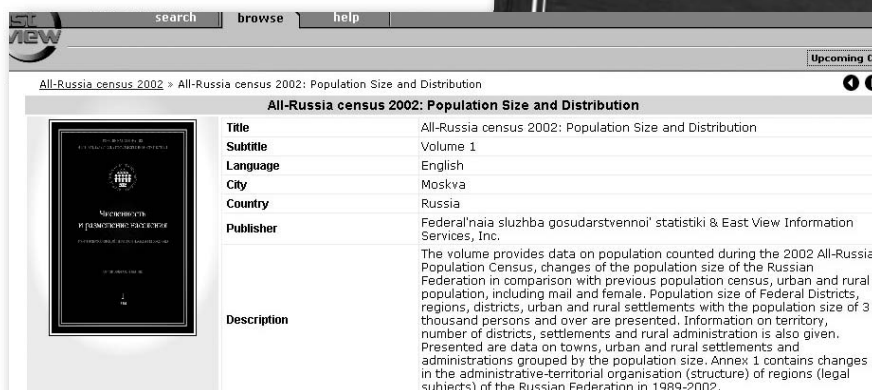 search browse help
Upcoming
All-Russia census 2002 » All-Russia census 2002: Population Size and Distribution
All-Russia census 2002: Population Size and Distribution
Title All-Russia census 2002: Population Size and Distribution
Subtitle Volume 1
Language English
City Moskva
Country Russia
Publisher Federal'naia sluzhba gosudarstvennoi' statistiki & East View Information
Services, Inc.
The volume provides data on population counted during the 2002 All-Russia
Population Census, changes of the population size of the Russian
Federation in comparison with previous population census, urban and rural
population, including mail and female. Population size of Federal Districts,
regions, districts, urban and rural settlements with the population size of 3
Description thousand persons and over are presented. Information on territory,
number of districts, settlements and rural administration is also given.
Presented are data on towns, urban and rural settlements and
administrations grouped by the population size. Annex 1 contains changes
in the administrative-territorial organisation (structure) of regions (legal
subjects) of the Russian Federation in 1989-2002.
Численность
и размещение населения